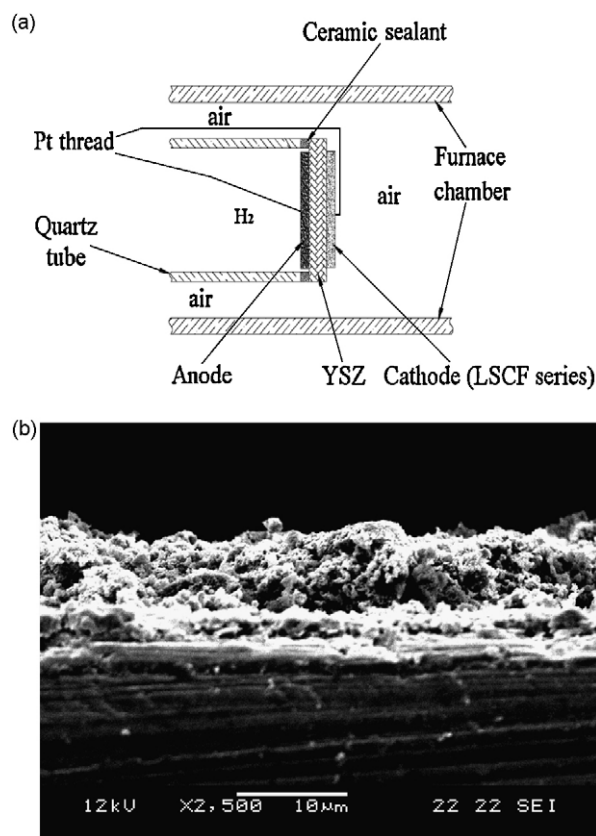 (a)
Ceramic sealant
air
Pt thread
Furnace
chamber
H₂
air
Quartz
tube
air
Anode
YSZ
Cathode (LSCF series)
(b)
12kV X2,500 10μm 22 22 SEI